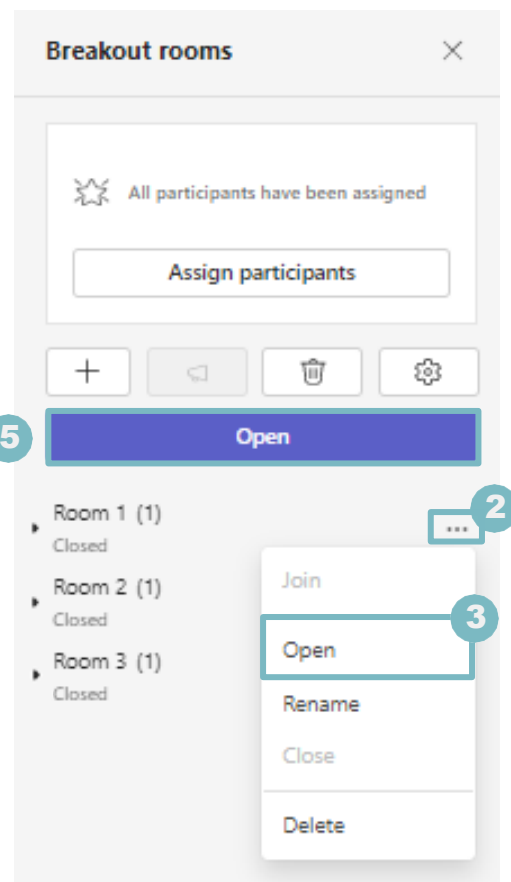 Breakout rooms
All participants have been assigned
Assign participants
5
Open
Room 1 (1)
2
...
Closed
Join
Room 2 (1)
Closed
3
Open
Room 3 (1)
Closed
Rename
Close
Delete